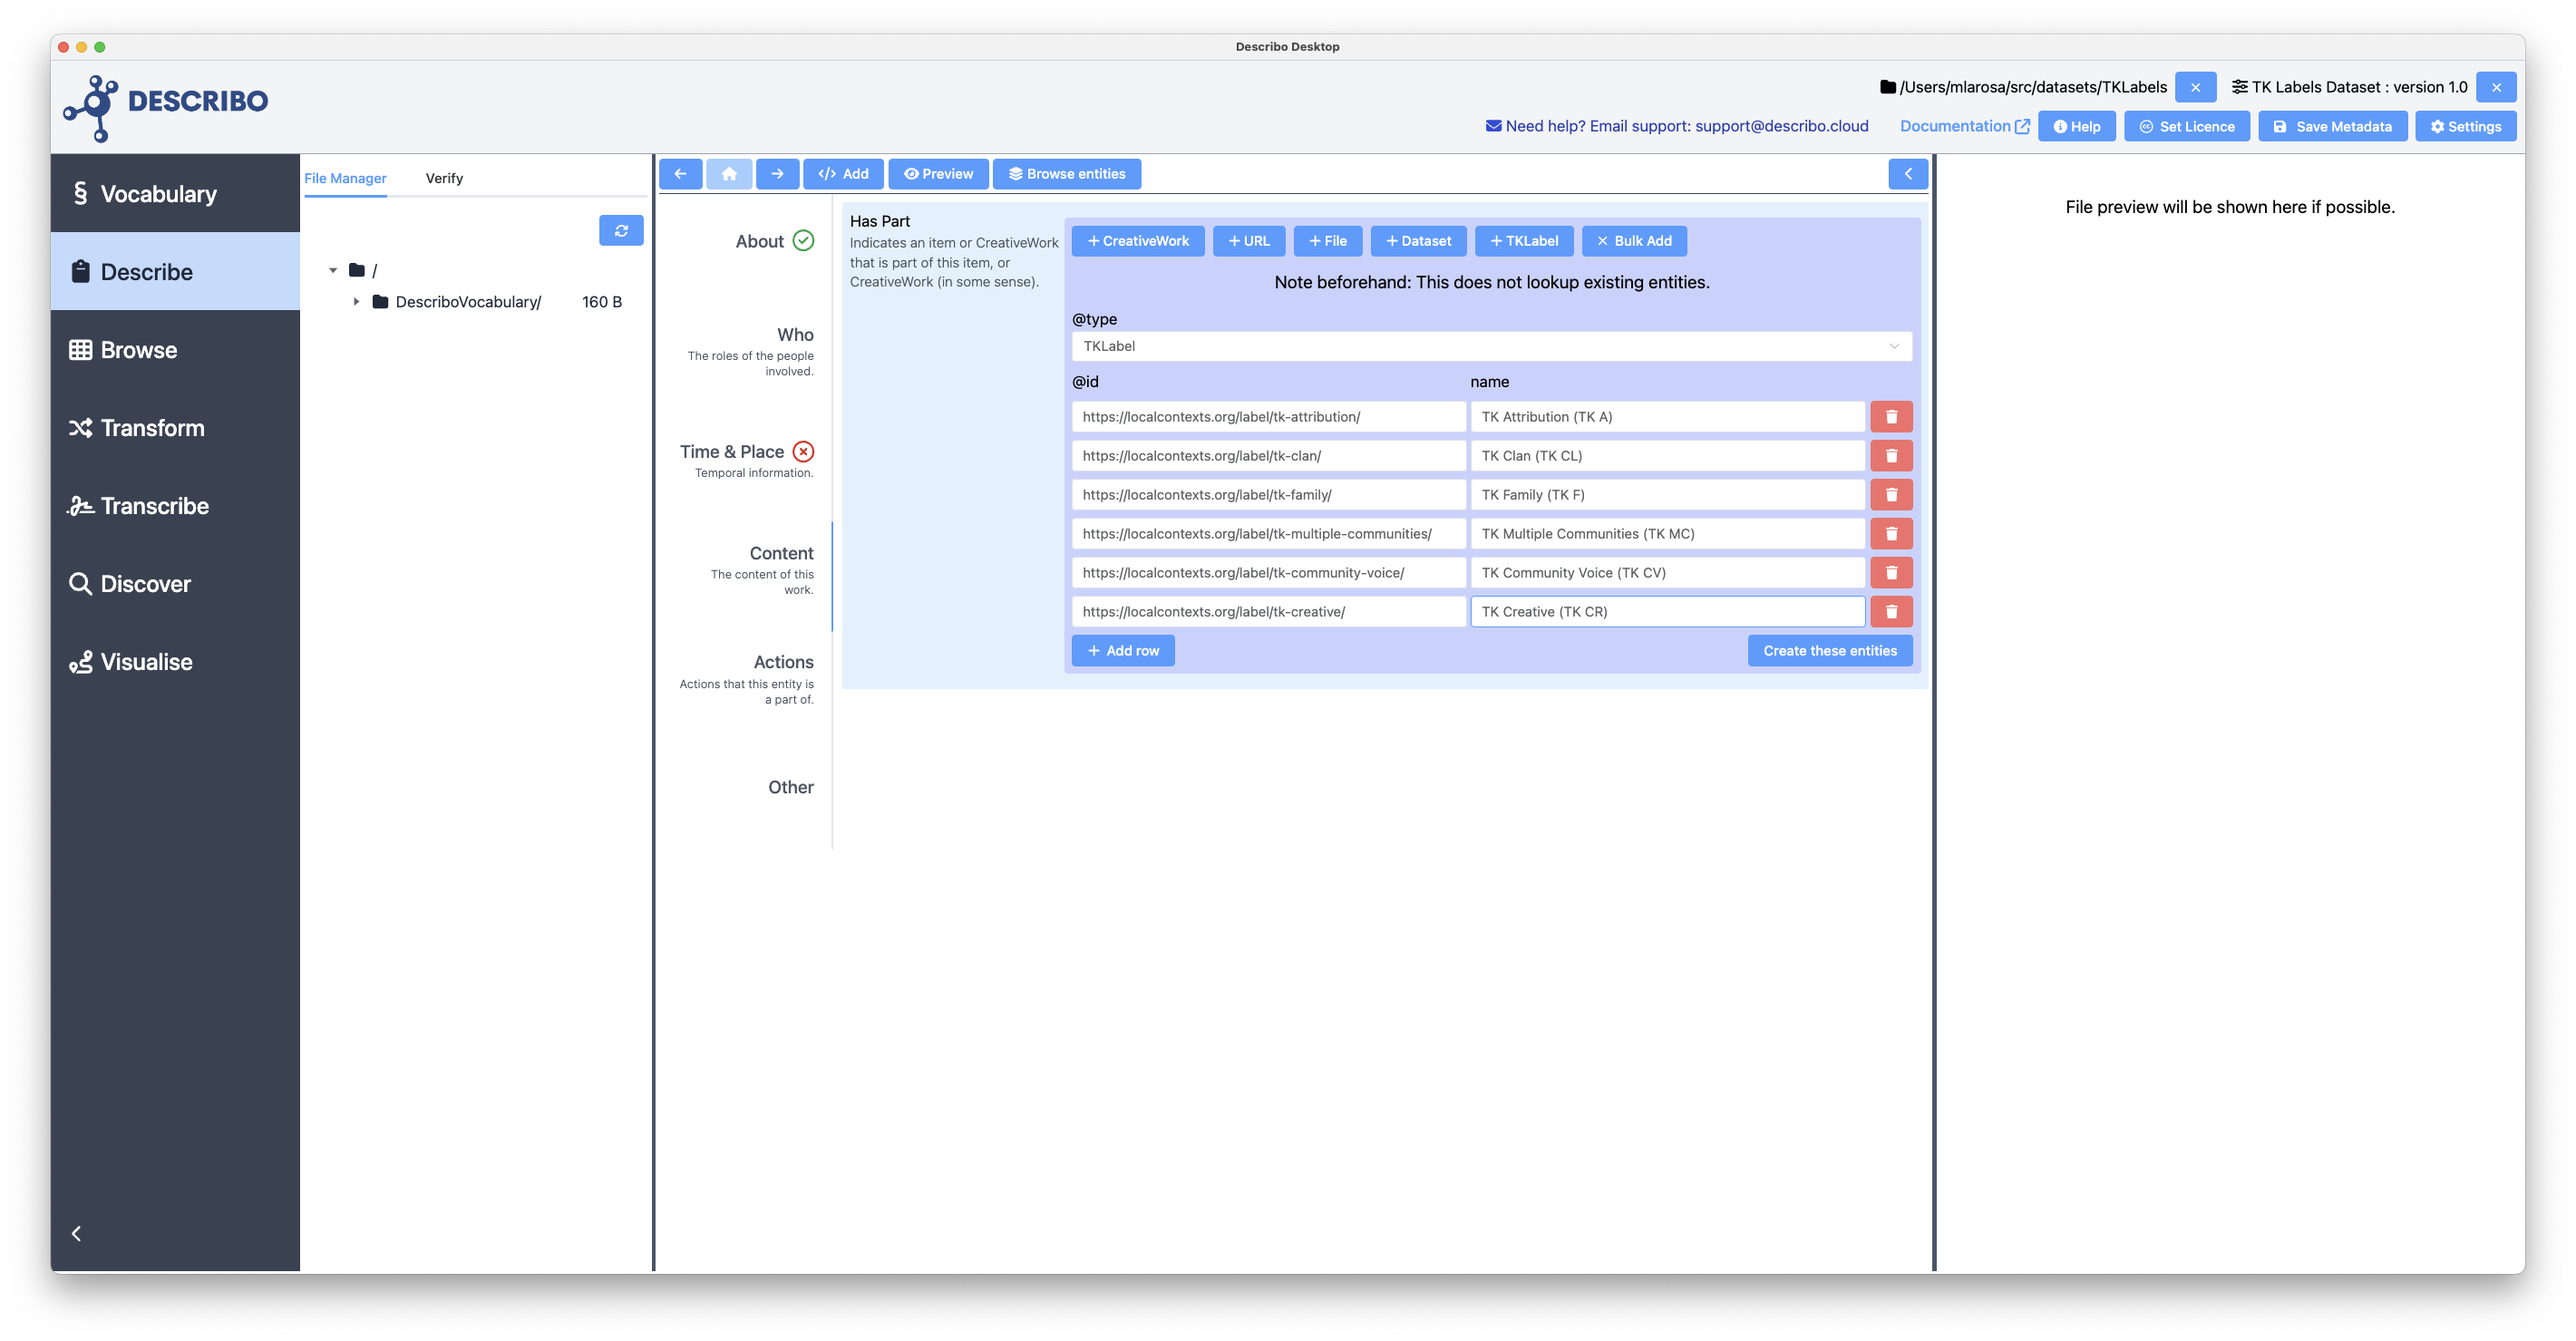 Describo Desktop
DESCRIBO
/Users/mlarosa/src/datasets/TKLabels
TK Labels Dataset : version 1.0
Need help? Email support: support@describo.cloud
Documentation
Help
Set Licence
Save Metadata
Settings
§ Vocabulary
Describe
Browse
Transform
Transcribe
Discover
Visualise
File Manager
Verify
/
DescriboVocabulary/ 160 B
</> Add
Preview
Browse entities
About
Who
The roles of the people
involved.
Time & Place
Temporal information.
Content
The content of this
work.
Actions
Actions that this entity is
a part of.
Other
Has Part
Indicates an item or CreativeWork
that is part of this item, or
CreativeWork (in some sense).
+ CreativeWork
+ URL
+ File
+ Dataset
+ TKLabel
× Bulk Add
Note beforehand: This does not lookup existing entities.
@type
TKLabel
@id name
https://localcontexts.org/label/tk-attribution/ TK Attribution (TK A)
https://localcontexts.org/label/tk-clan/ TK Clan (TK CL)
https://localcontexts.org/label/tk-family/ TK Family (TK F)
https://localcontexts.org/label/tk-multiple-communities/ TK Multiple Communities (TK MC)
https://localcontexts.org/label/tk-community-voice/ TK Community Voice (TK CV)
https://localcontexts.org/label/tk-creative/ TK Creative (TK CR)
+ Add row
Create these entities
File preview will be shown here if possible.